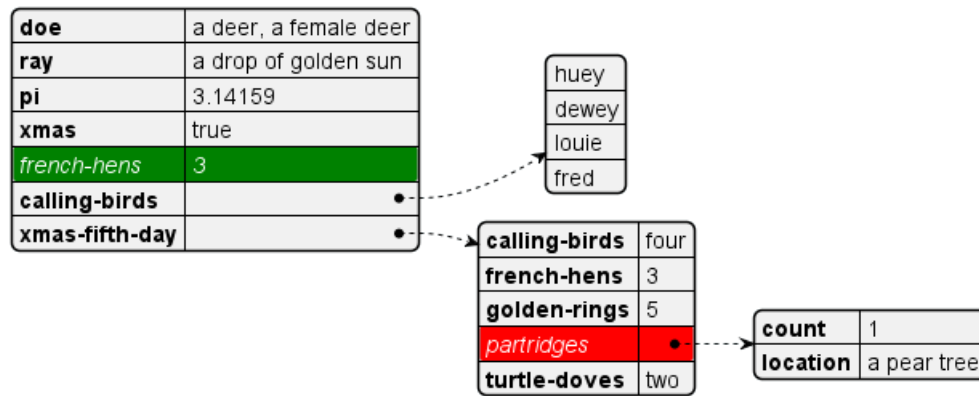 doe a deer, a female deer
ray a drop of golden sun
pi 3.14159
xmas true
french-hens 3
calling-birds
xmas-fifth-day
huey
dewey
louie
fred
calling-birds four
french-hens 3
golden-rings 5
partridges
turtle-doves two
count 1
location a pear tree